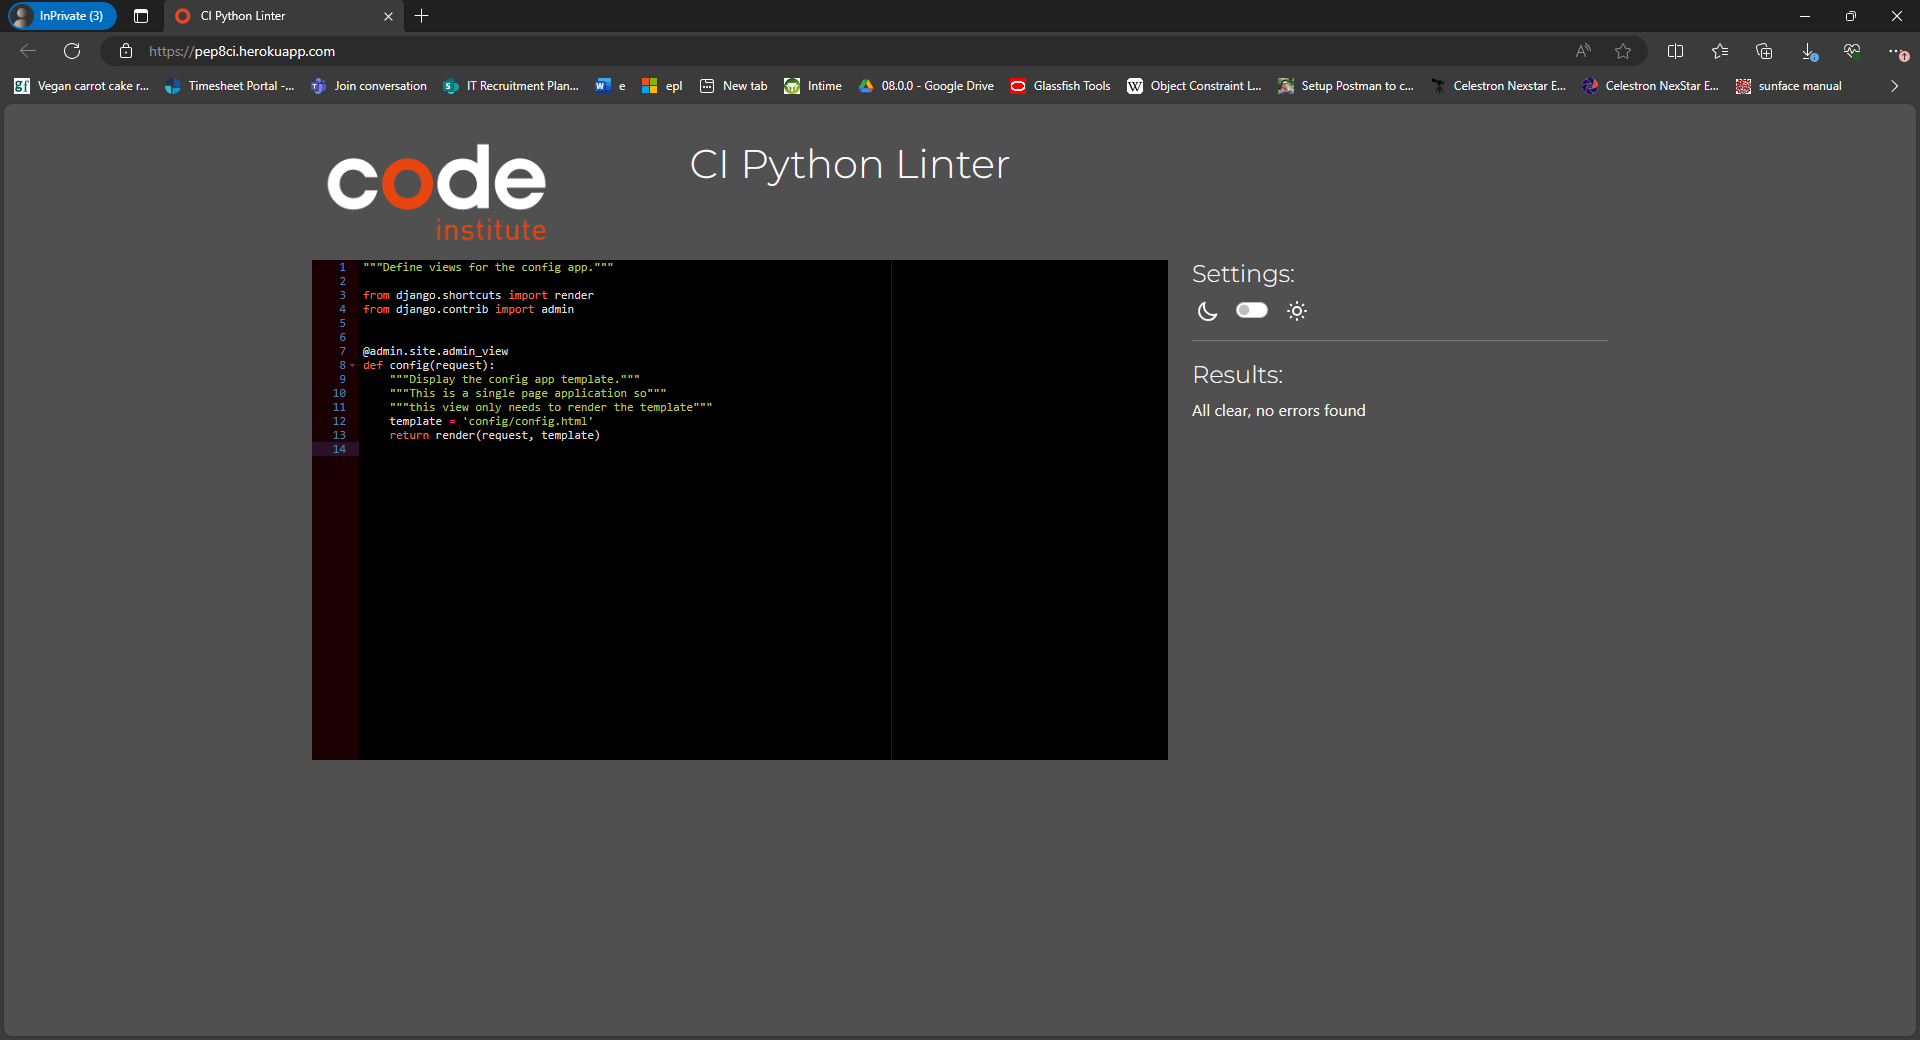 InPrivate (3)
CI Python Linter
https://pep8ci.herokuapp.com
A
1
gf Vegan carrot cake r...
Timesheet Portal -...
Join conversation
IT Recruitment Plan...
e
epl
New tab
Intime
08.0.0 - Google Drive
Glassfish Tools
W Object Constraint L...
Setup Postman to c...
Celestron Nexstar E...
Celestron NexStar E...
sunface manual
code
institute
CI Python Linter
1 """Define views for the config app."""
2
3 from django.shortcuts import render
4 from django.contrib import admin
5
6
7 @admin.site.admin_view
8 def config(request):
9 """Display the config app template."""
10 """This is a single page application so"""
11 """this view only needs to render the template"""
12 template = 'config/config.html'
13 return render(request, template)
14
Settings:
Results:
All clear, no errors found